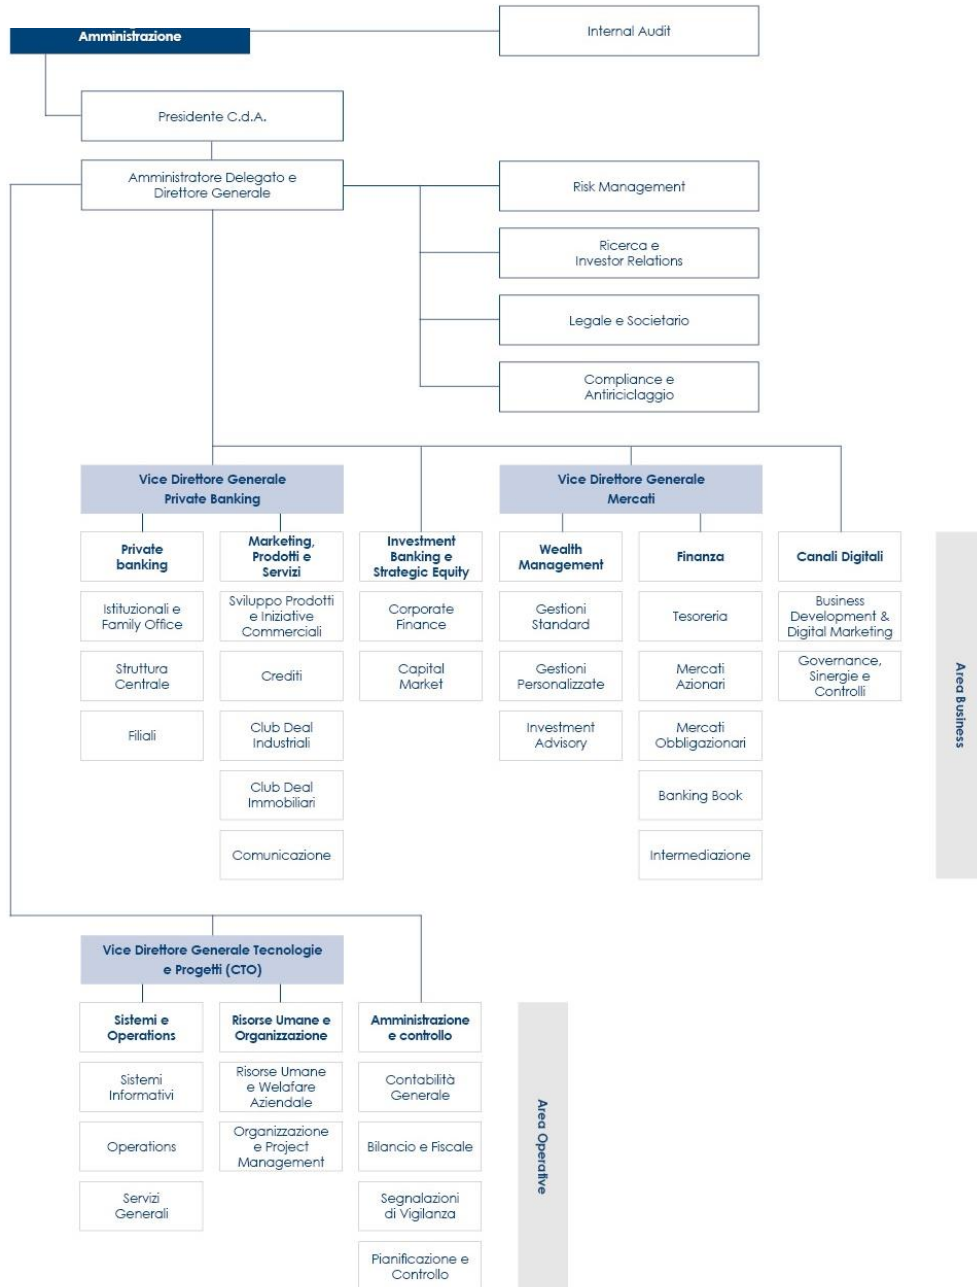 Amministrazione
Internal Audit
Presidente C.d.A.
Amministratore Delegato e
Direttore Generale
Risk Management
Ricerca e
Investor Relations
Legale e Societario
Compliance e
Antiriciclaggio
Vice Direttore Generale
Private Banking
Vice Direttore Generale
Mercati
Private
banking
Marketing,
Prodotti e
Servizi
Investment
Banking e
Strategic Equity
Wealth
Management
Finanza
Canali Digitali
Istituzionali e
Family Office
Sviluppo Prodotti
e Iniziative
Commerciali
Corporate
Finance
Gestioni
Standard
Tesoreria
Business
Development &
Digital Marketing
Struttura
Centrale
Crediti
Capital
Market
Gestioni
Personalizzate
Mercati
Azionari
Governance,
Sinergie e
Controlli
Filiali
Club Deal
Industriali
Investment
Advisory
Mercati
Obbligazionari
Club Deal
Immobiliari
Banking Book
Comunicazione
Intermediazione
Area Business
Vice Direttore Generale Tecnologie
e Progetti (CTO)
Sistemi e
Operations
Risorse Umane e
Organizzazione
Amministrazione
e controllo
Sistemi
Informativi
Risorse Umane
e Welafare
Aziendale
Contabilità
Generale
Operations
Organizzazione
e Project
Management
Bilancio e Fiscale
Servizi
Generali
Segnalazioni
di Vigilanza
Pianificazione e
Controllo
Area Operative